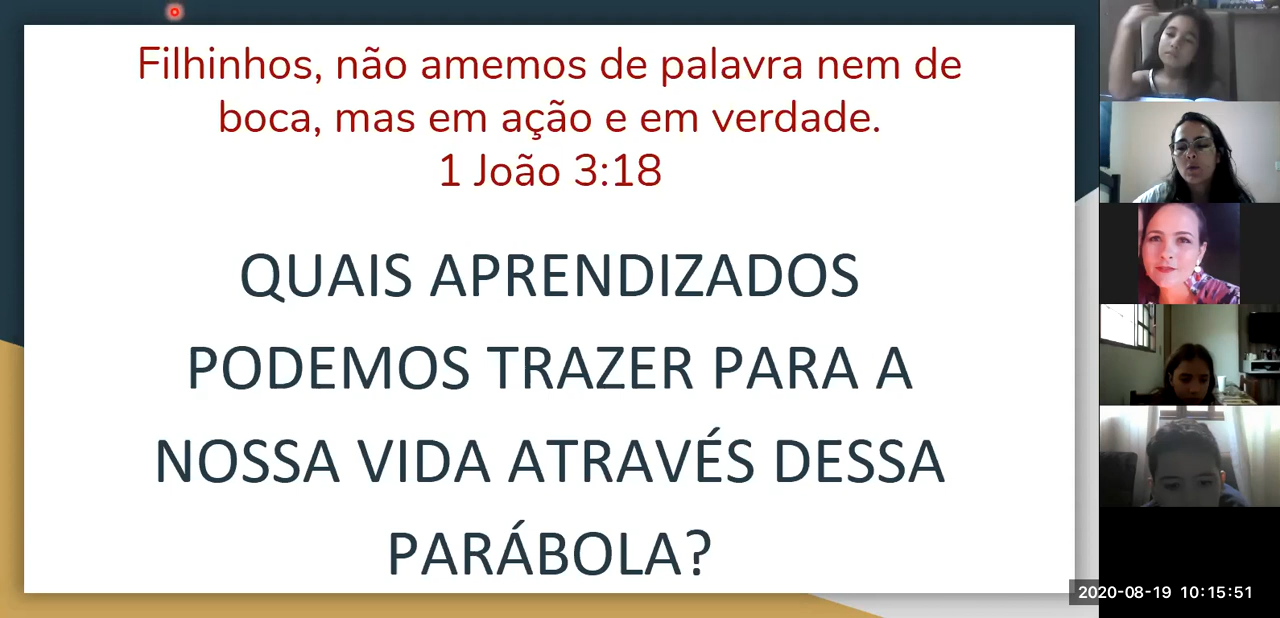 Filhinhos, não amemos de palavra nem de
boca, mas em ação e em verdade.
1 João 3:18
QUAIS APRENDIZADOS
PODEMOS TRAZER PARA A
NOSSA VIDA ATRAVÉS DESSA
PARÁBOLA?
2020-08-19 10:15:51